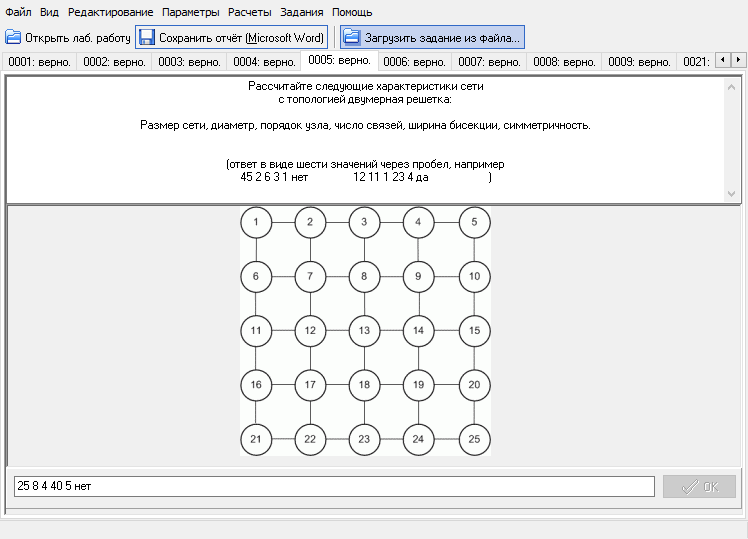 Файл Вид Редактирование Параметры Расчеты Задания Помощь
Открыть лаб. работу Сохранить отчёт (Microsoft Word) Загрузить задание из файла...
0001: верно. 0002: верно. 0003: верно. 0004: верно. 0005: верно. 0006: верно. 0007: верно. 0008: верно. 0009: верно. 0021:
Рассчитайте следующие характеристики сети
с топологией двумерная решетка:
Размер сети, диаметр, порядок узла, число связей, ширина бисекции, симметричность.
(ответ в виде шести значений через пробел, например
45 2 6 3 1 нет 12 11 1 23 4 да )
1 2 3 4 5
6 7 8 9 10
11 12 13 14 15
16 17 18 19 20
21 22 23 24 25
25 8 4 40 5 нет OK